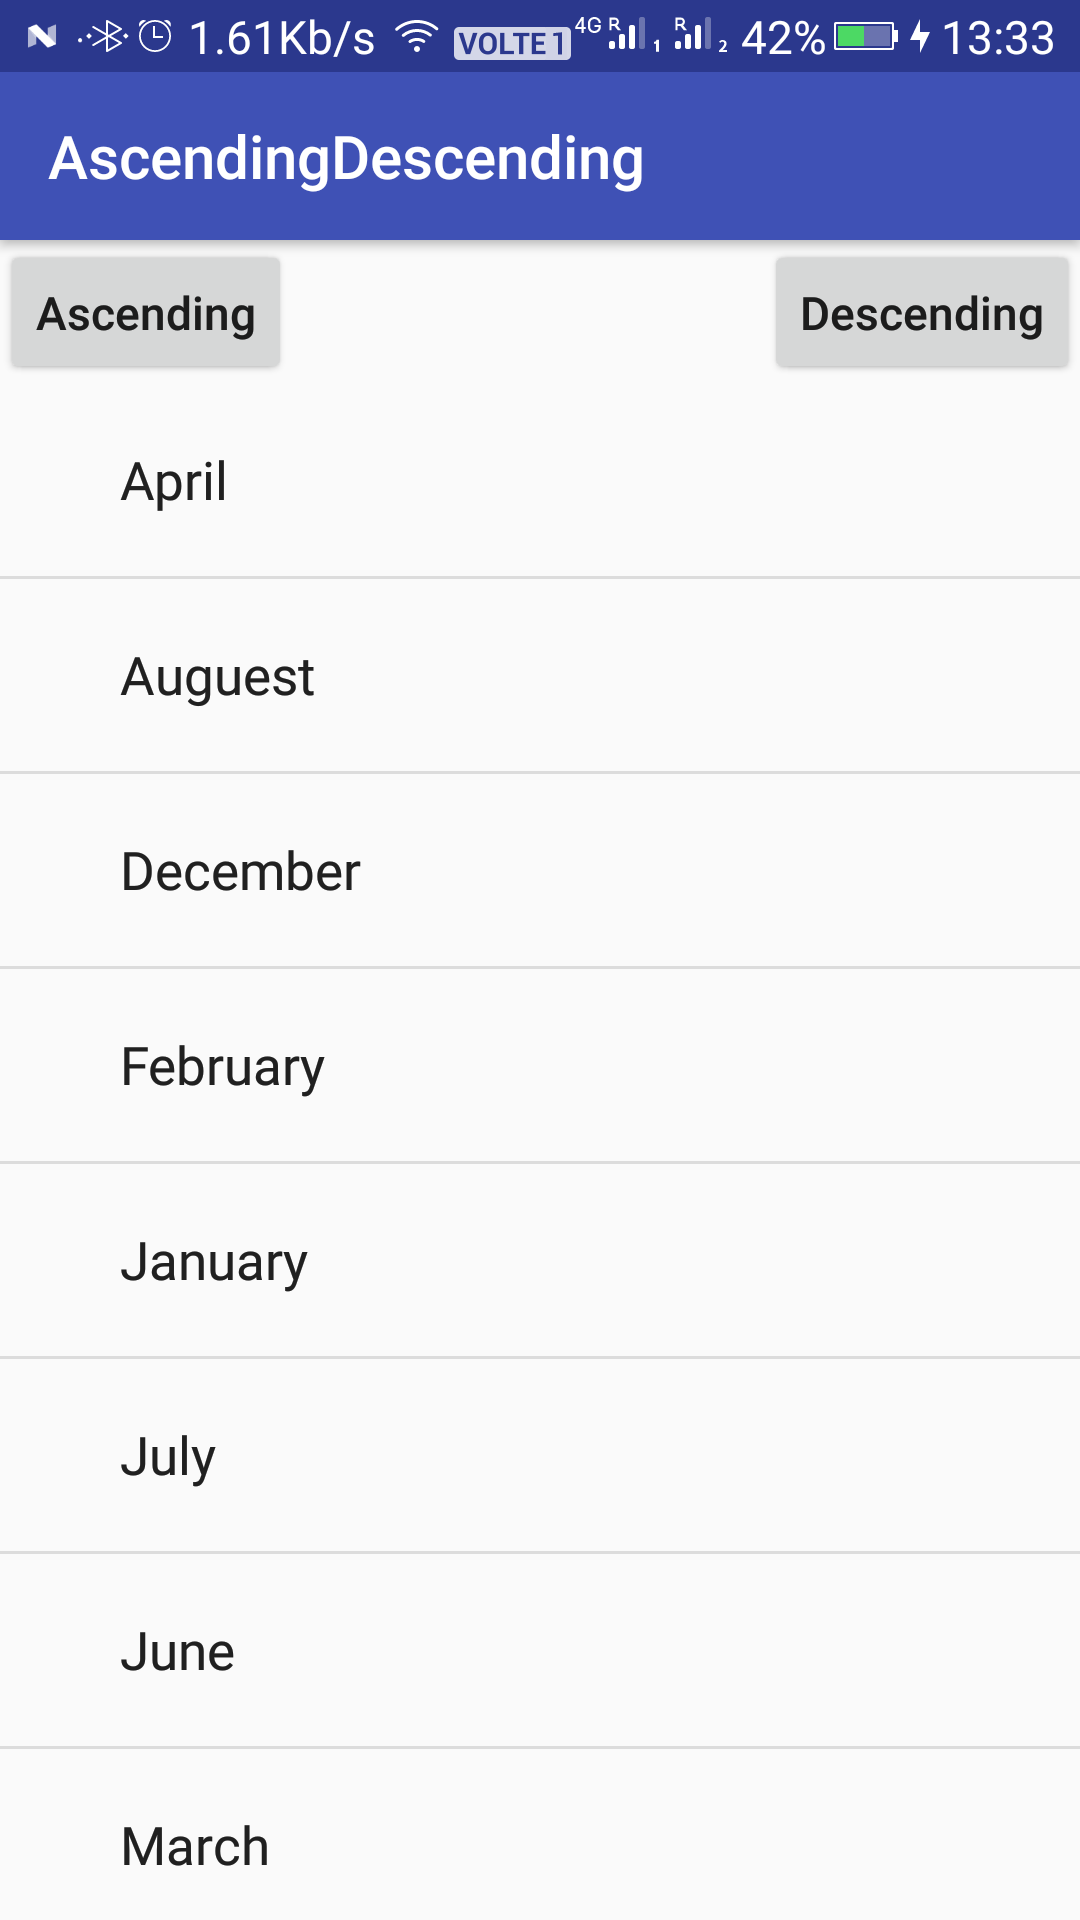 1.61Kb/s VOLTE 1 4G R 1 R 2 42% 13:33
AscendingDescending
Ascending Descending
April
Auguest
December
February
January
July
June
March